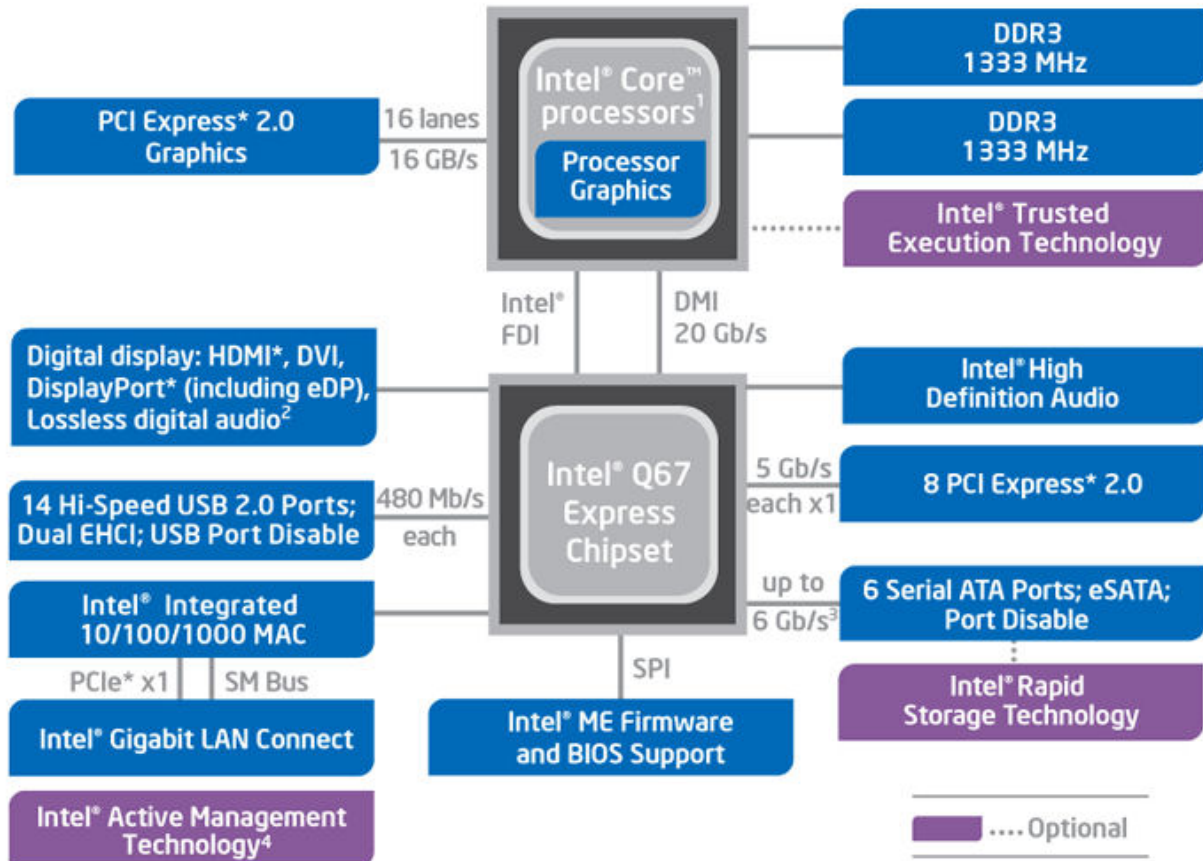 Intel® Core™
processors¹
Processor
Graphics
DDR3
1333 MHz
DDR3
1333 MHz
PCI Express* 2.0
Graphics
16 lanes
16 GB/s
Intel® Trusted
Execution Technology
Intel®
FDI
DMI
20 Gb/s
Digital display: HDMI*, DVI,
DisplayPort* (including eDP),
Lossless digital audio²
Intel® High
Definition Audio
Intel® Q67
Express
Chipset
5 Gb/s
each x1
8 PCI Express* 2.0
14 Hi-Speed USB 2.0 Ports;
Dual EHCI; USB Port Disable
480 Mb/s
each
up to
6 Gb/s³
6 Serial ATA Ports; eSATA;
Port Disable
Intel® Integrated
10/100/1000 MAC
PCIe* x1
SM Bus
SPI
Intel® Rapid
Storage Technology
Intel® Gigabit LAN Connect
Intel® ME Firmware
and BIOS Support
Intel® Active Management
Technology⁴
.... Optional